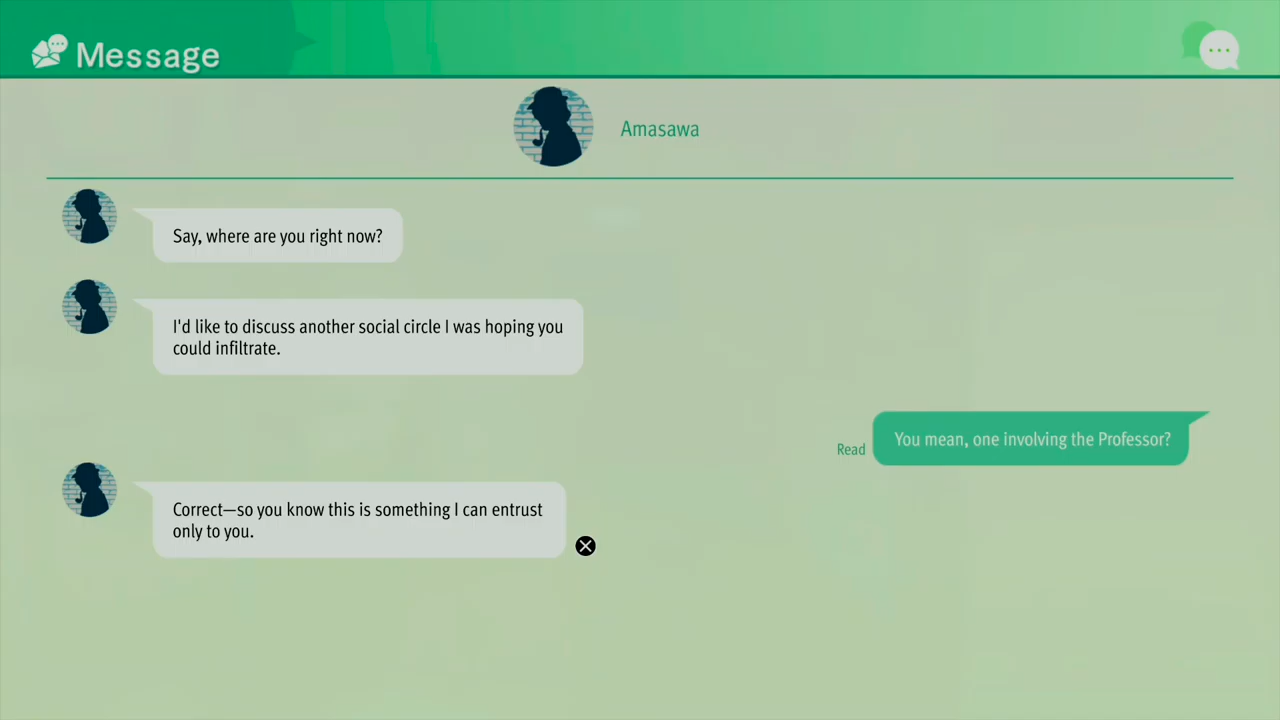 Message
Amasawa
Say, where are you right now?
I'd like to discuss another social circle I was hoping you
could infiltrate.
You mean, one involving the Professor?
Read
Correct—so you know this is something I can entrust
only to you.